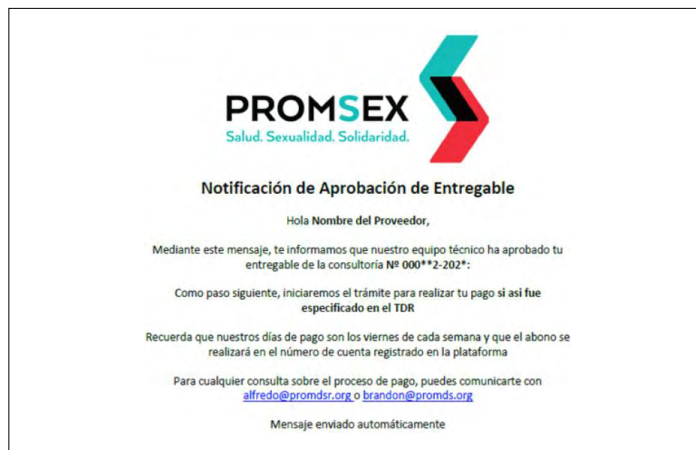 PROMSEX
Salud. Sexualidad. Solidaridad.
Notificación de Aprobación de Entregable
Hola Nombre del Proveedor,
Mediante este mensaje, te informamos que nuestro equipo técnico ha aprobado tu
entregable de la consultoría Nº 000**2-202*:
Como paso siguiente, iniciaremos el trámite para realizar tu pago si asi fue
especificado en el TDR
Recuerda que nuestros días de pago son los viernes de cada semana y que el abono se
realizará en el número de cuenta registrado en la plataforma
Para cualquier consulta sobre el proceso de pago, puedes comunicarte con
alfredo@promdsr.org o brandon@promds.org
Mensaje enviado automáticamente